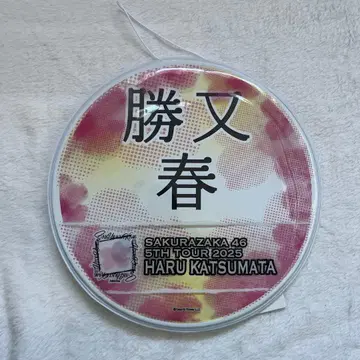 勝又
春
SAKURAZAKA 46
5TH TOUR 2025
HARU KATSUMATA